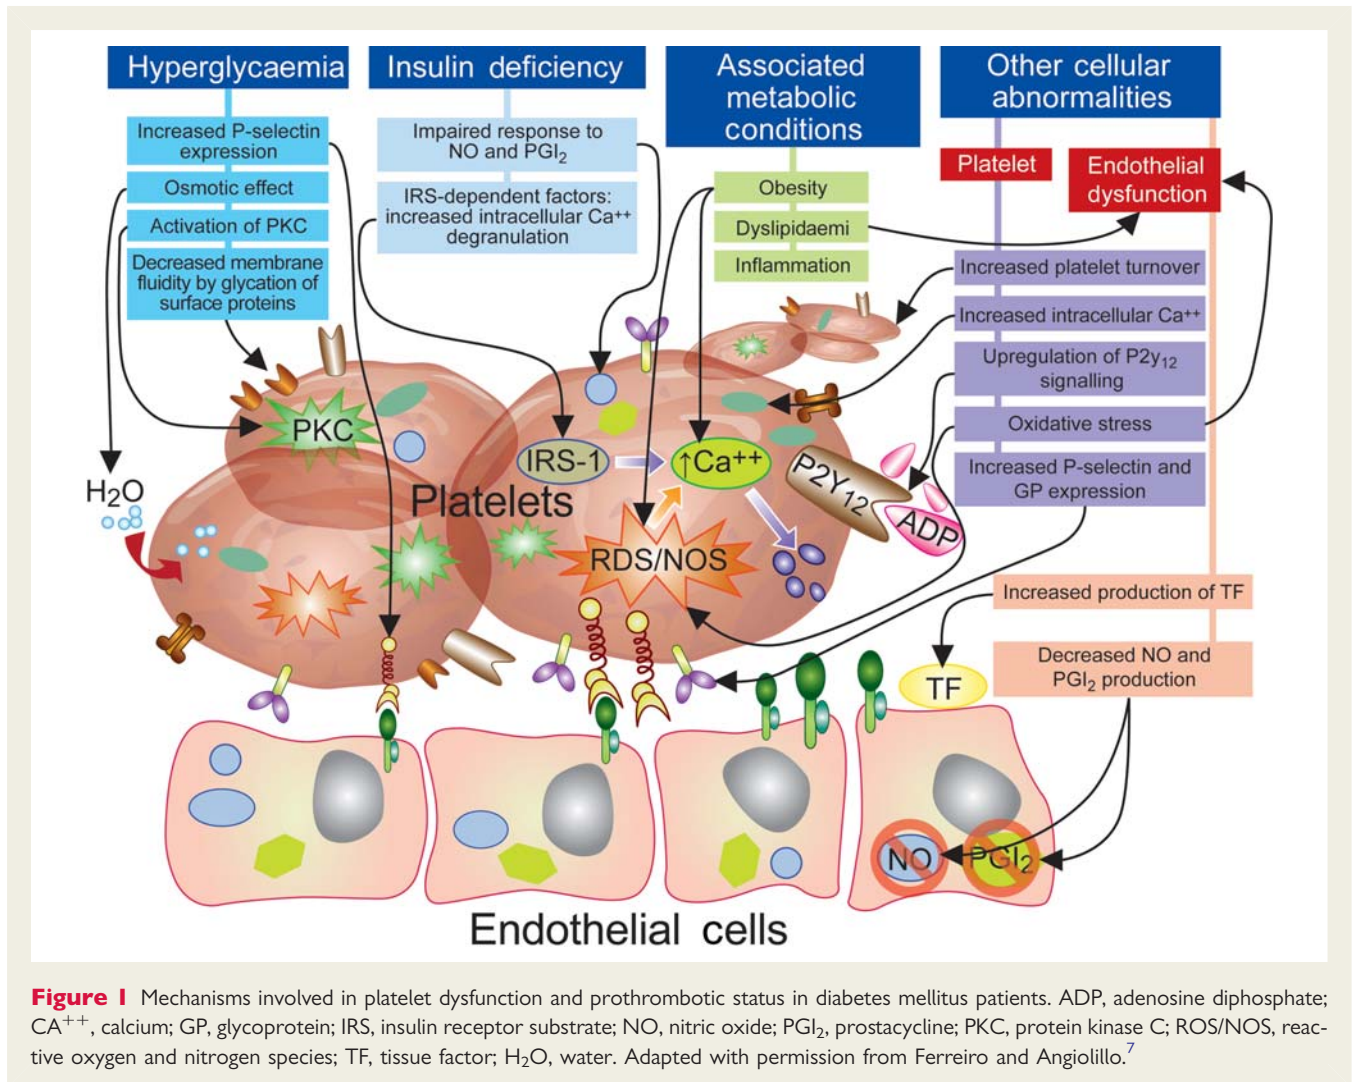 Hyperglycaemia
Increased P-selectin
expression
Osmotic effect
Activation of PKC
Decreased membrane
fluidity by glycation of
surface proteins
Insulin deficiency
Impaired response to
NO and PGI₂
IRS-dependent factors:
increased intracellular Ca⁺⁺
degranulation
Associated
metabolic
conditions
Obesity
Dyslipidaemi
Inflammation
Other cellular
abnormalities
Platelet
Endothelial
dysfunction
Increased platelet turnover
Increased intracellular Ca⁺⁺
Upregulation of P2y₁₂
signalling
Oxidative stress
Increased P-selectin and
GP expression
Increased production of TF
Decreased NO and
PGI₂ production
PKC
H₂O
Platelets
IRS-1
↑Ca⁺⁺
RDS/NOS
P2Y₁₂
ADP
TF
NO
PGI₂
Endothelial cells
Figure 1 Mechanisms involved in platelet dysfunction and prothrombotic status in diabetes mellitus patients. ADP, adenosine diphosphate;
CA⁺⁺, calcium; GP, glycoprotein; IRS, insulin receptor substrate; NO, nitric oxide; PGI₂, prostacycline; PKC, protein kinase C; ROS/NOS, reac-
tive oxygen and nitrogen species; TF, tissue factor; H₂O, water. Adapted with permission from Ferreiro and Angiolillo.⁷